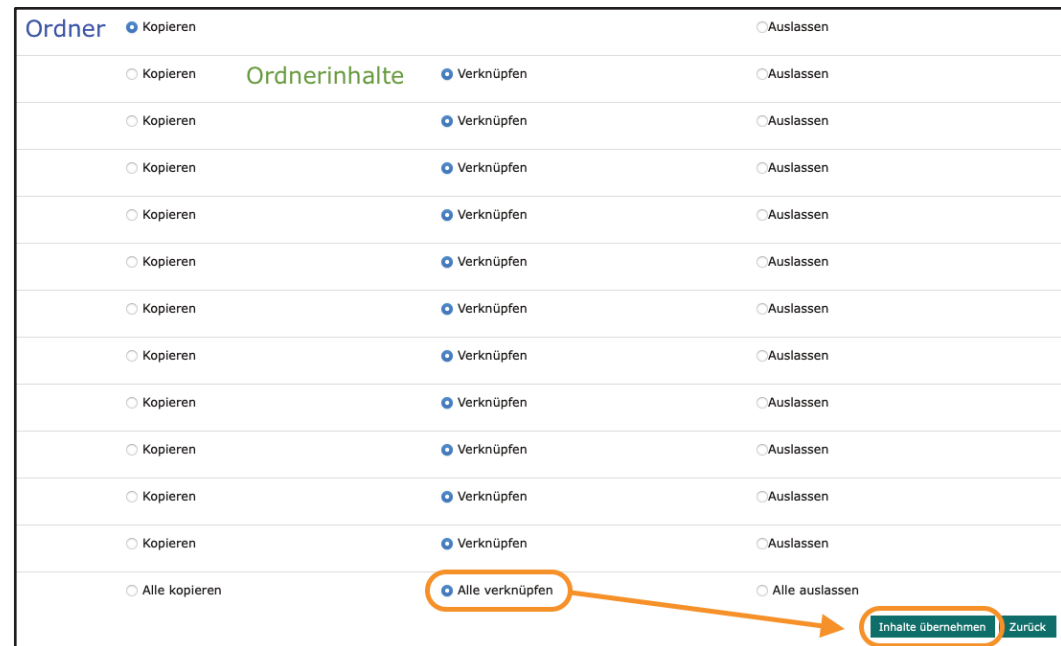 Ordner Kopieren Auslassen
Kopieren Ordnerinhalte Verknüpfen Auslassen
Kopieren Verknüpfen Auslassen
Kopieren Verknüpfen Auslassen
Kopieren Verknüpfen Auslassen
Kopieren Verknüpfen Auslassen
Kopieren Verknüpfen Auslassen
Kopieren Verknüpfen Auslassen
Kopieren Verknüpfen Auslassen
Kopieren Verknüpfen Auslassen
Kopieren Verknüpfen Auslassen
Kopieren Verknüpfen Auslassen
Alle kopieren Alle verknüpfen Alle auslassen
Inhalte übernehmen Zurück